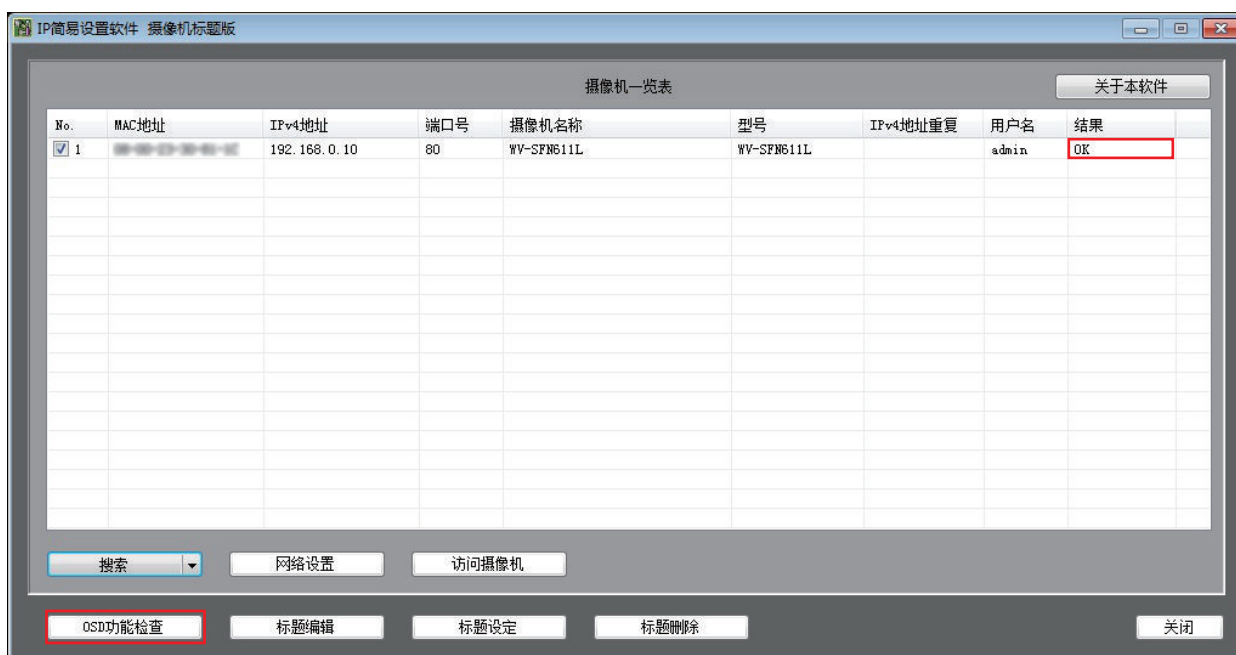 IP简易设置软件 摄像机标题版
摄像机一览表
关于本软件
No. MAC地址 IPv4地址 端口号 摄像机名称 型号 IPv4地址重复 用户名 结果
1 192.168.0.10 80 WV-SFN611L WV-SFN611L admin OK
搜索 网络设置 访问摄像机
OSD功能检查 标题编辑 标题设定 标题删除 关闭